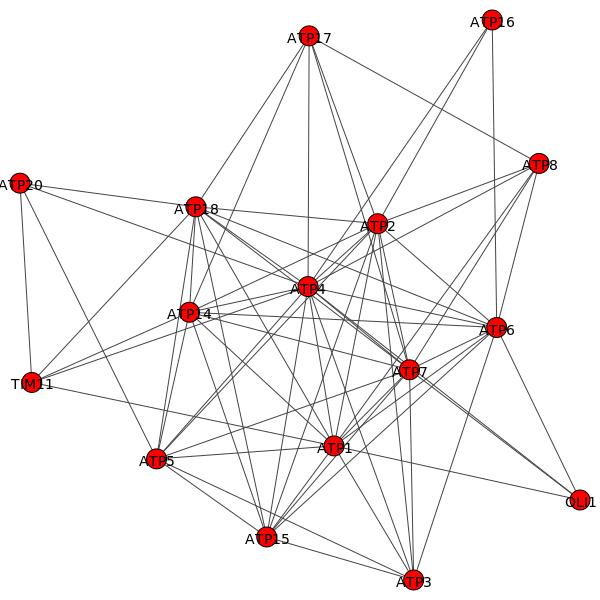 ATP16
ATP17
ATP8
ATP20
ATP18
ATP2
ATP4
ATP14
ATP6
ATP7
TIM11
ATP1
ATP5
OLI1
ATP15
ATP3